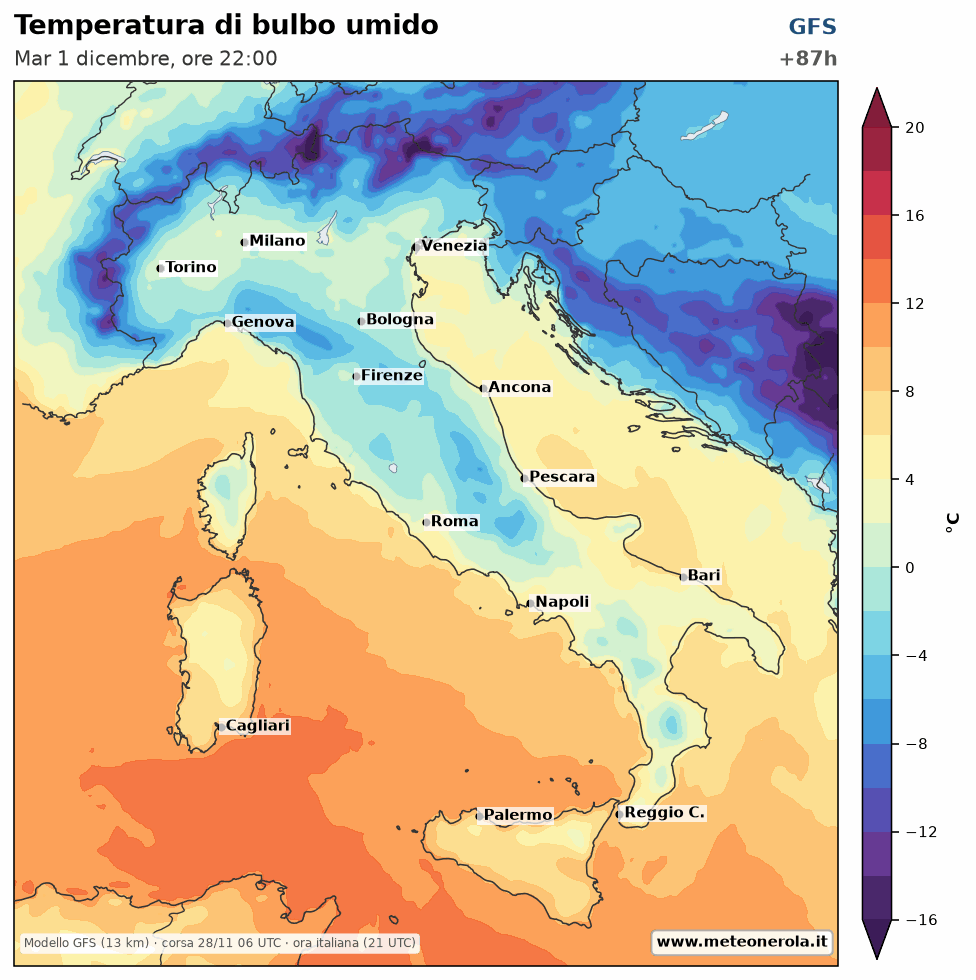 Temperatura di bulbo umido
GFS
Mar 1 dicembre, ore 22:00
+87h
Milano
Venezia
Torino
Genova
Bologna
Firenze
Ancona
Pescara
Roma
Bari
Napoli
Cagliari
Palermo
Reggio C.
20
16
12
8
4
0
−4
−8
−12
−16
°C
Modello GFS (13 km) · corsa 28/11 06 UTC · ora italiana (21 UTC)
www.meteonerola.it